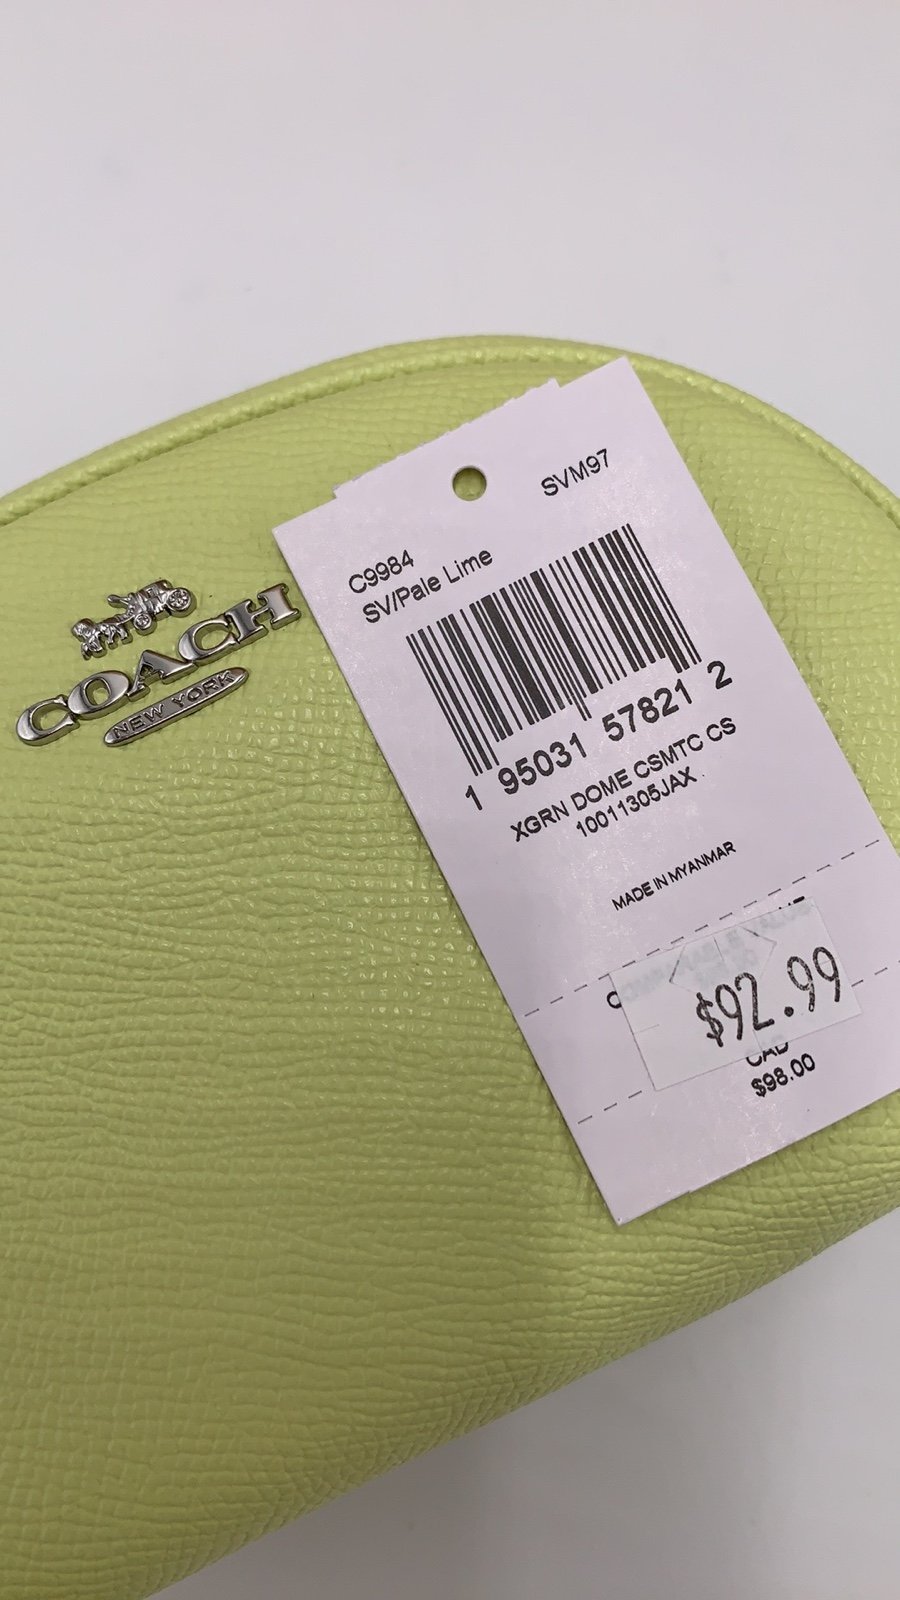 COACH
NEW YORK
SVM97
C9984
SV/Pale Lime
1 95031 57821 2
XGRN DOME CSMTC CS
10011305JAX
MADE IN MYANMAR
$92.99
CAD
$98.00